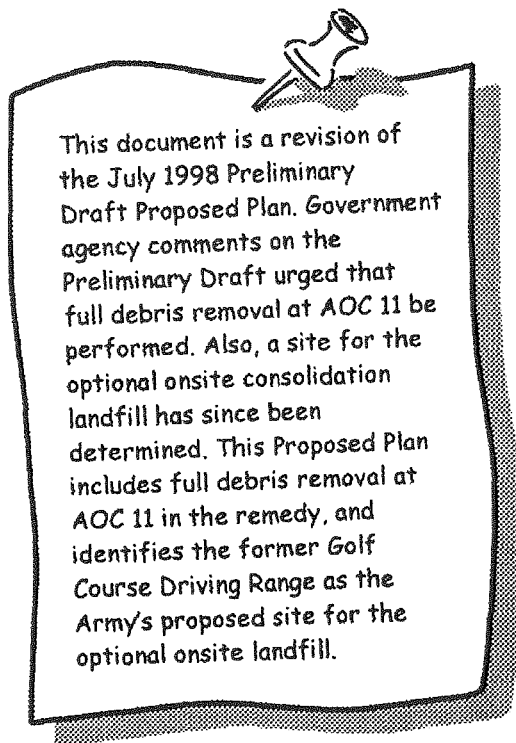 This document is a revision of
the July 1998 Preliminary
Draft Proposed Plan. Government
agency comments on the
Preliminary Draft urged that
full debris removal at AOC 11 be
performed. Also, a site for the
optional onsite consolidation
landfill has since been
determined. This Proposed Plan
includes full debris removal at
AOC 11 in the remedy, and
identifies the former Golf
Course Driving Range as the
Army's proposed site for the
optional onsite landfill.